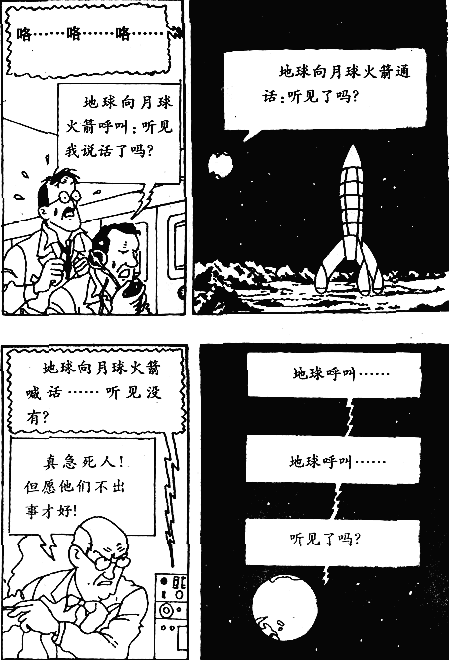 咯……咯……咯……
地球向月球
火箭呼叫：听见
我说话了吗？
地球向月球火箭通
话：听见了吗？
地球向月球火箭
喊话……听见没
有？
真急死人！
但愿他们不出
事才好！
地球呼叫……
地球呼叫……
听见了吗？